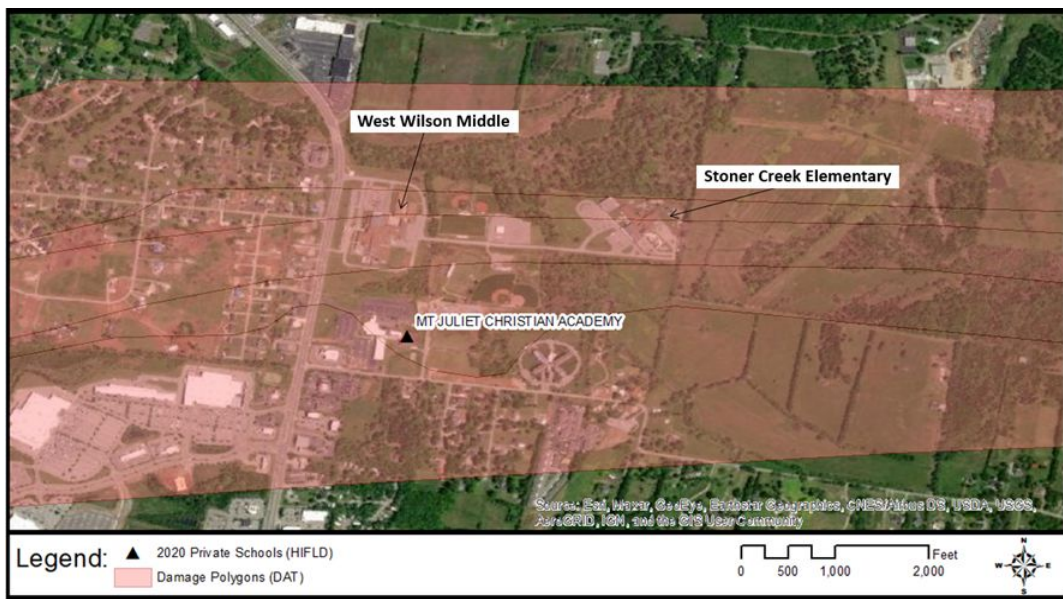 West Wilson Middle
Stoner Creek Elementary
MT JULIET CHRISTIAN ACADEMY
Source: Esri, Maxar, GeoEye, Earthstar Geographics, CNES/Airbus DS, USDA, USGS,
AeroGRID, IGN, and the GIS User Community
Legend:
2020 Private Schools (HIFLD)
Damage Polygons (DAT)
Feet
0 500 1,000 2,000
N
W E
S